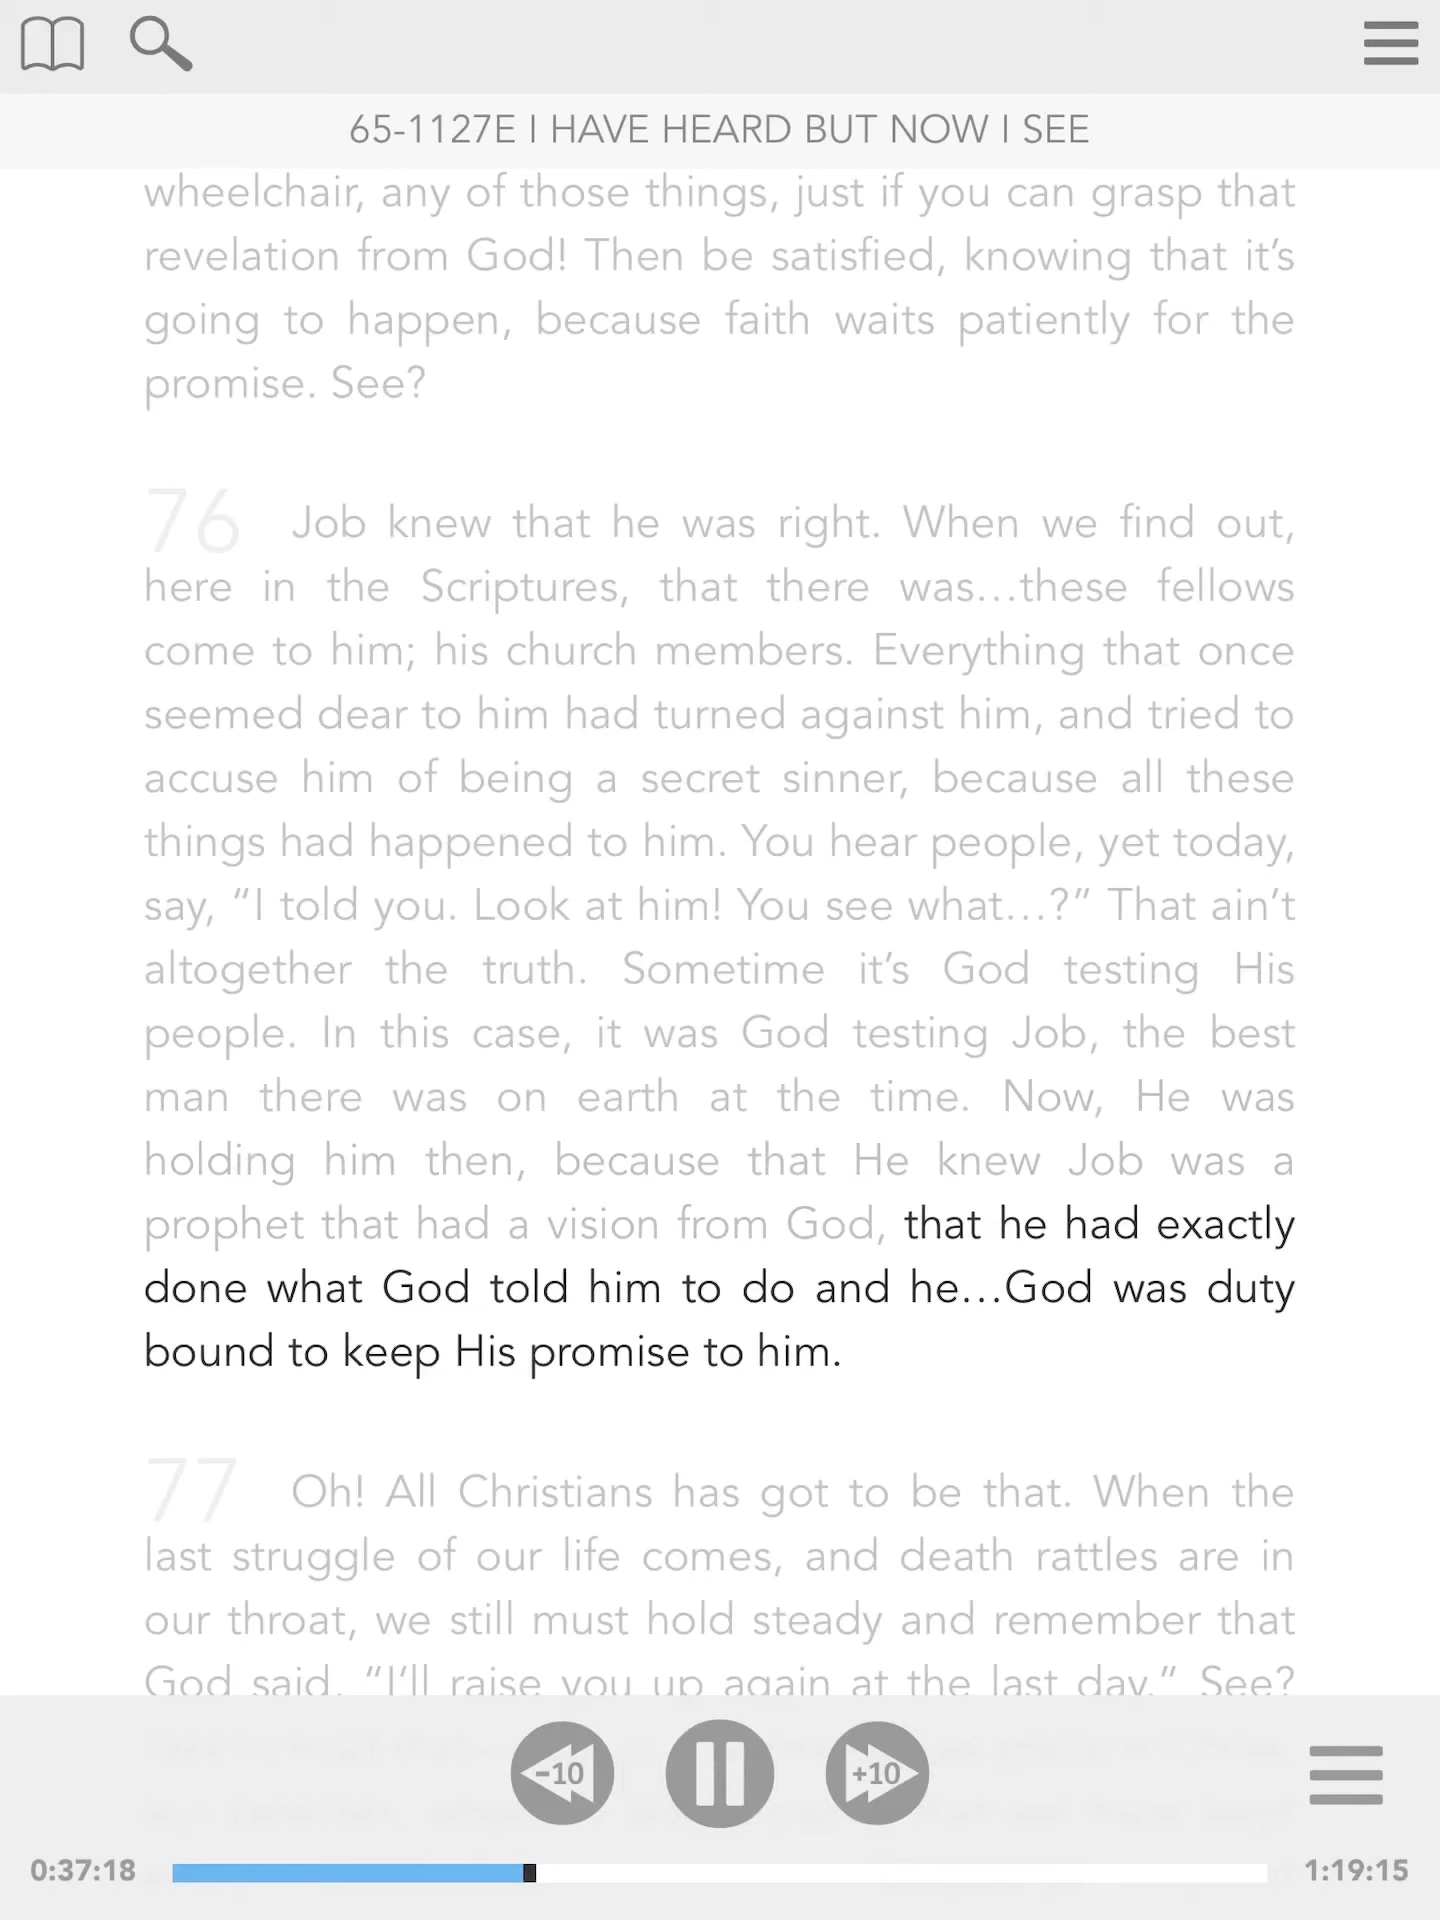 65-1127E I HAVE HEARD BUT NOW I SEE
wheelchair, any of those things, just if you can grasp that
revelation from God! Then be satisfied, knowing that it’s
going to happen, because faith waits patiently for the
promise. See?
76 Job knew that he was right. When we find out,
here in the Scriptures, that there was…these fellows
come to him; his church members. Everything that once
seemed dear to him had turned against him, and tried to
accuse him of being a secret sinner, because all these
things had happened to him. You hear people, yet today,
say, “I told you. Look at him! You see what…?” That ain’t
altogether the truth. Sometime it’s God testing His
people. In this case, it was God testing Job, the best
man there was on earth at the time. Now, He was
holding him then, because that He knew Job was a
prophet that had a vision from God, that he had exactly
done what God told him to do and he…God was duty
bound to keep His promise to him.
77 Oh! All Christians has got to be that. When the
last struggle of our life comes, and death rattles are in
our throat, we still must hold steady and remember that
God said, “I’ll raise you up again at the last day.” See?
-10 +10
0:37:18 1:19:15